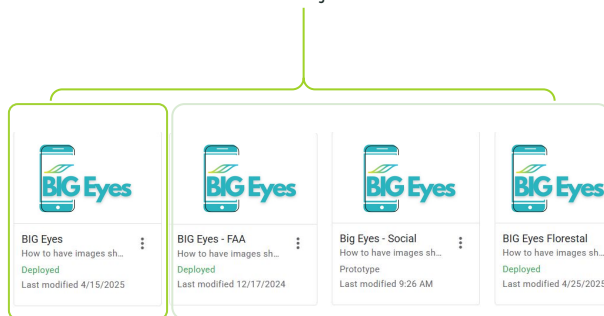 BIG Eyes
BIG Eyes
BIG Eyes
BIG Eyes
BIG Eyes
How to have images sh...
Deployed
Last modified 4/15/2025
BIG Eyes - FAA
How to have images sh...
Deployed
Last modified 12/17/2024
Big Eyes - Social
How to have images sh...
Prototype
Last modified 9:26 AM
BIG Eyes Florestal
How to have images sh...
Deployed
Last modified 4/25/2025